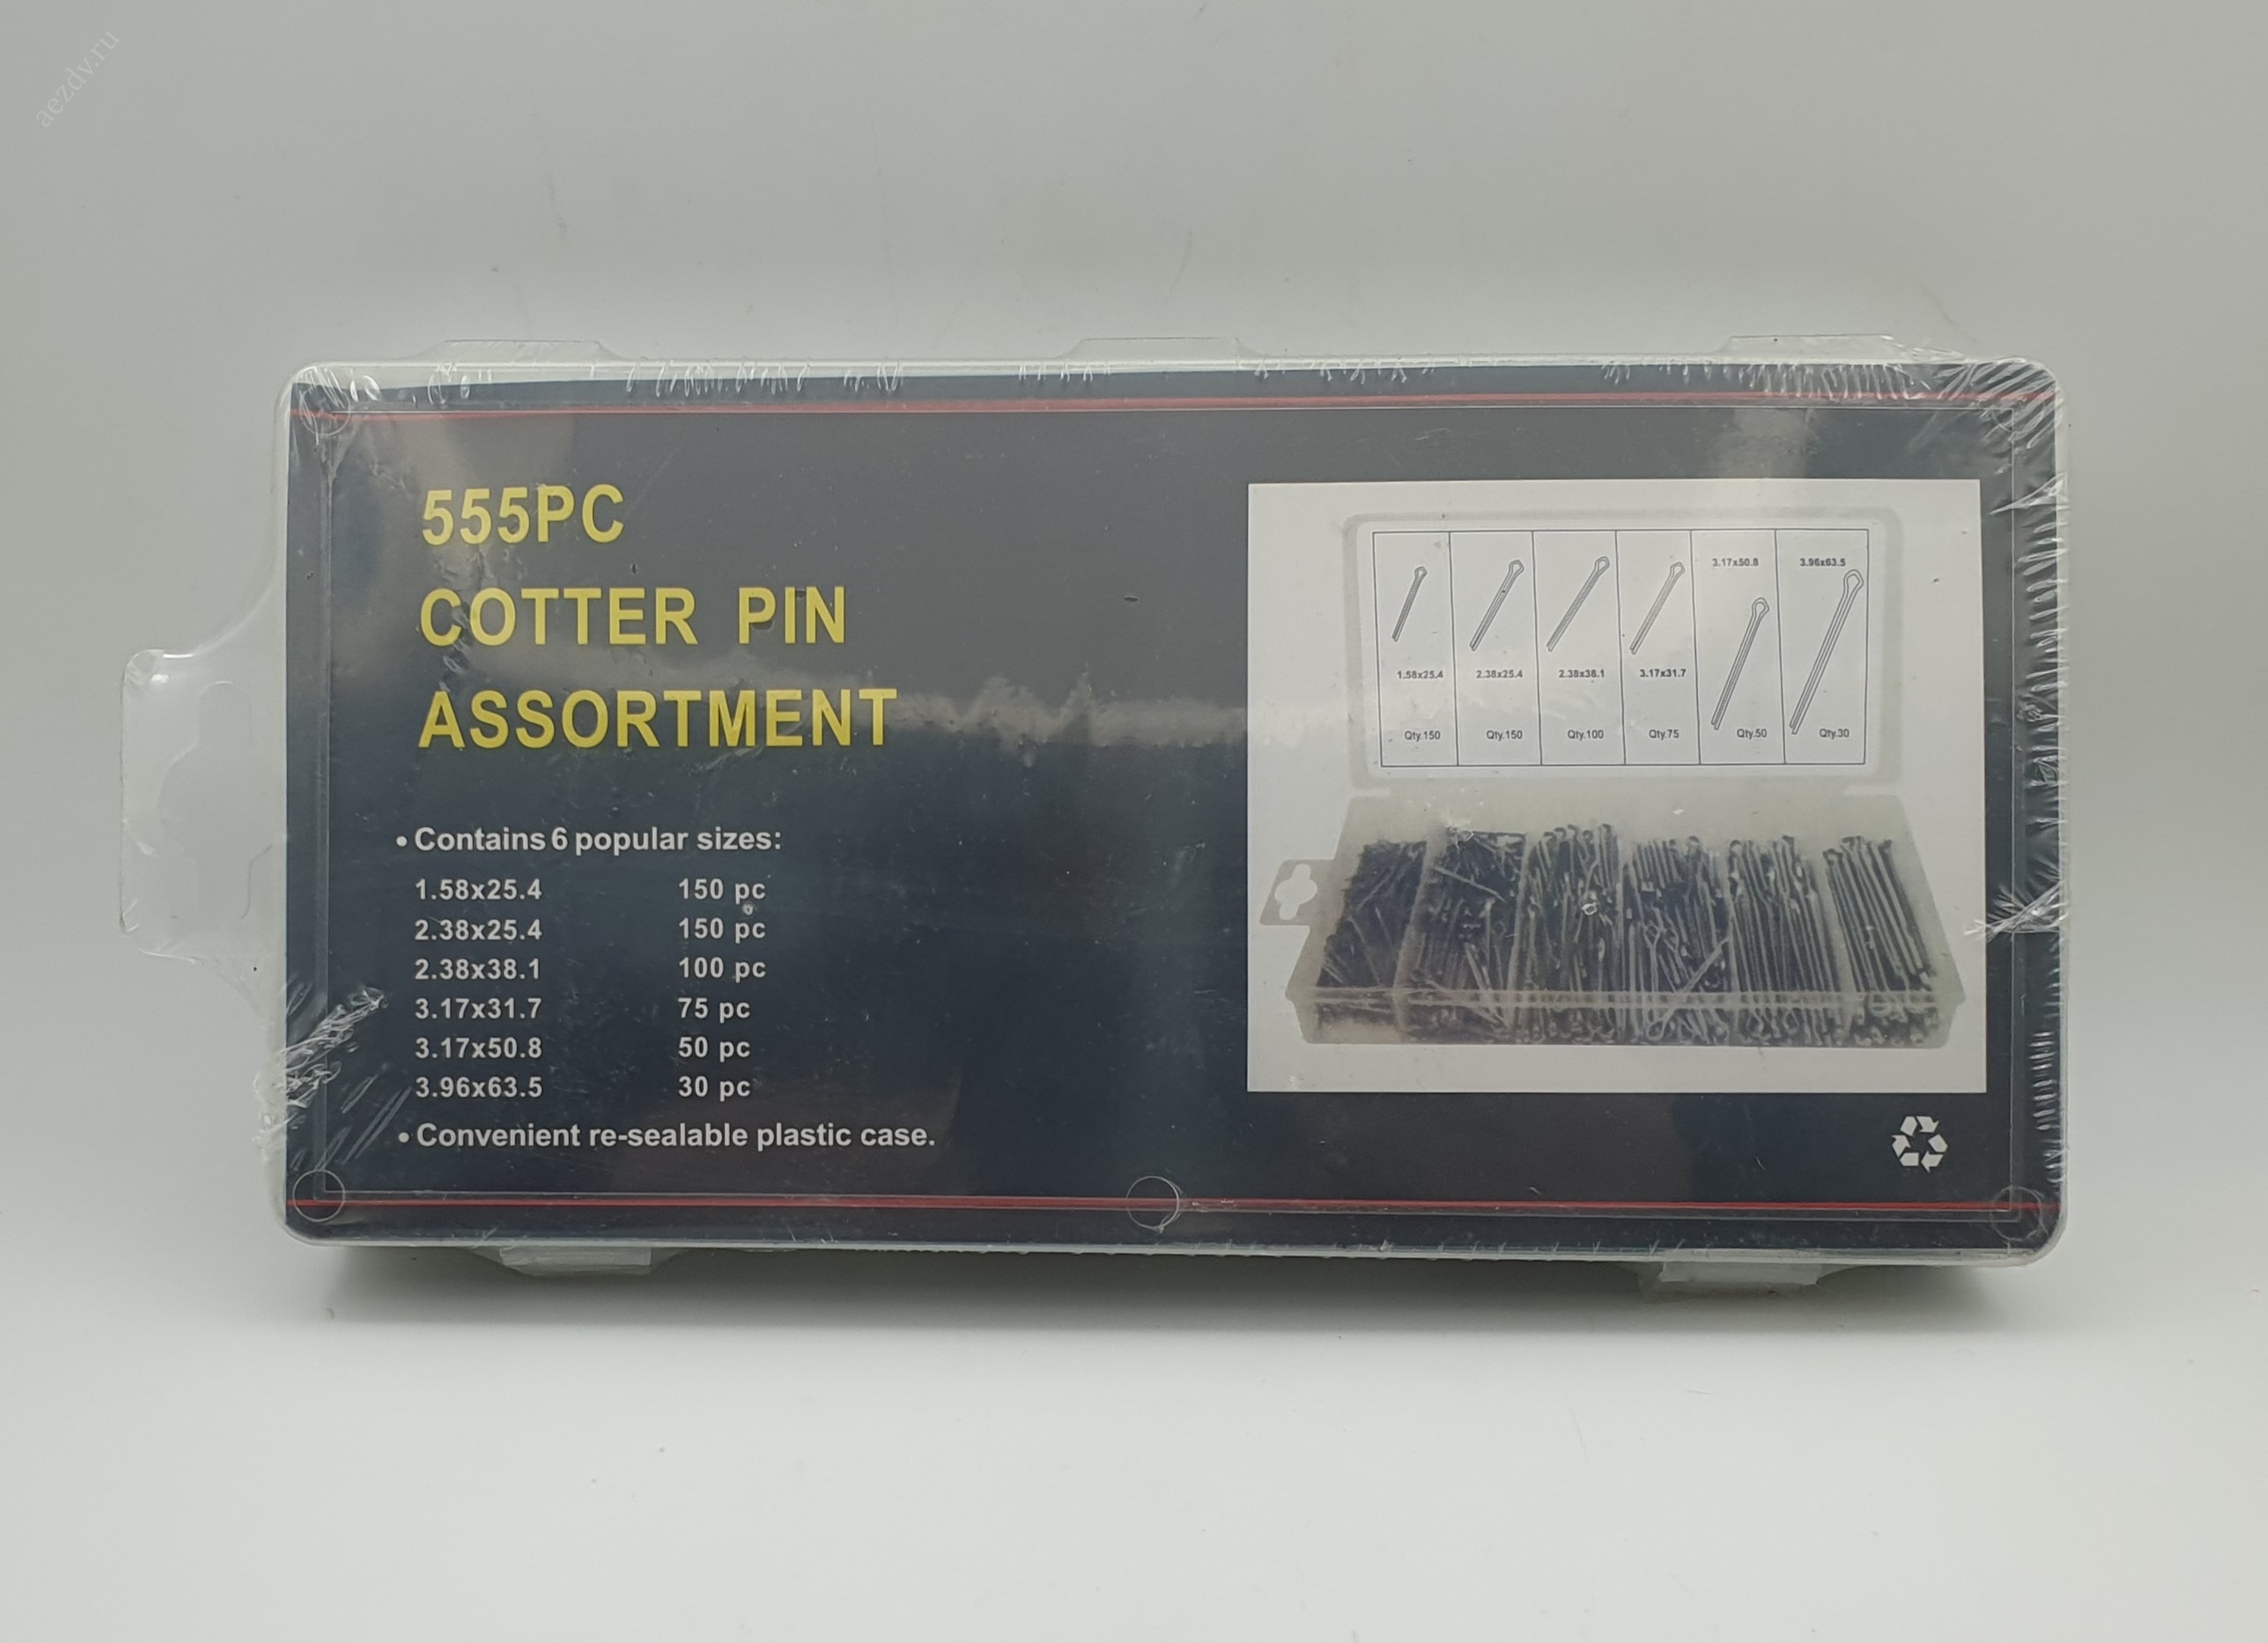 aezdv.ru
555PC
COTTER PIN
ASSORTMENT
• Contains 6 popular sizes:
1.58x25.4 150 pc
2.38x25.4 150 pc
2.38x38.1 100 pc
3.17x31.7 75 pc
3.17x50.8 50 pc
3.96x63.5 30 pc
• Convenient re-sealable plastic case.
3.17x50.8 3.96x63.5
1.58x25.4 2.38x25.4 2.38x38.1 3.17x31.7
Qty.150 Qty.150 Qty.100 Qty.75 Qty.50 Qty.30